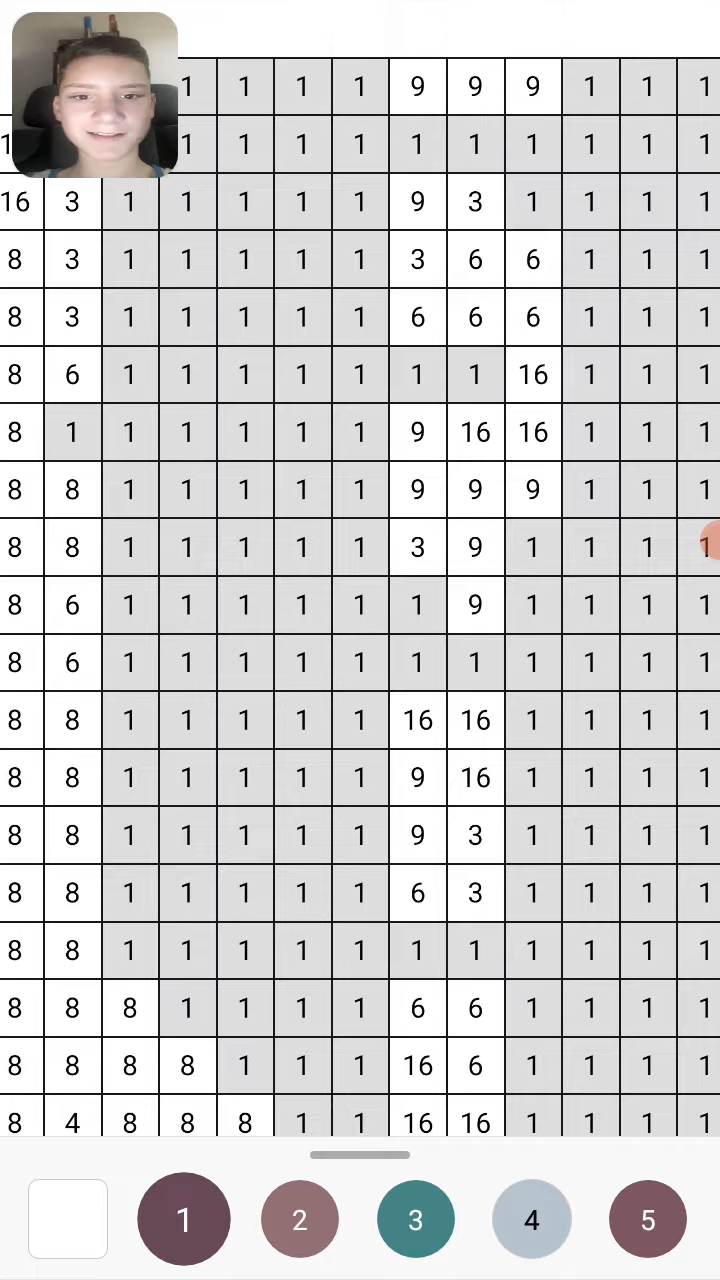 1 1 1 1 9 9 9 1 1 1
1 1 1 1 1 1 1 1 1 1
16 3 1 1 1 1 1 9 3 1 1 1 1
8 3 1 1 1 1 1 3 6 6 1 1 1
8 3 1 1 1 1 1 6 6 6 1 1 1
8 6 1 1 1 1 1 1 1 16 1 1 1
8 1 1 1 1 1 1 9 16 16 1 1 1
8 8 1 1 1 1 1 9 9 9 1 1 1
8 8 1 1 1 1 1 3 9 1 1 1 1
8 6 1 1 1 1 1 1 9 1 1 1 1
8 6 1 1 1 1 1 1 1 1 1 1 1
8 8 1 1 1 1 1 16 16 1 1 1 1
8 8 1 1 1 1 1 9 16 1 1 1 1
8 8 1 1 1 1 1 9 3 1 1 1 1
8 8 1 1 1 1 1 6 3 1 1 1 1
8 8 1 1 1 1 1 1 1 1 1 1 1
8 8 8 1 1 1 1 6 6 1 1 1 1
8 8 8 8 1 1 1 16 6 1 1 1 1
8 4 8 8 8 1 1 16 16 1 1 1 1
1 2 3 4 5